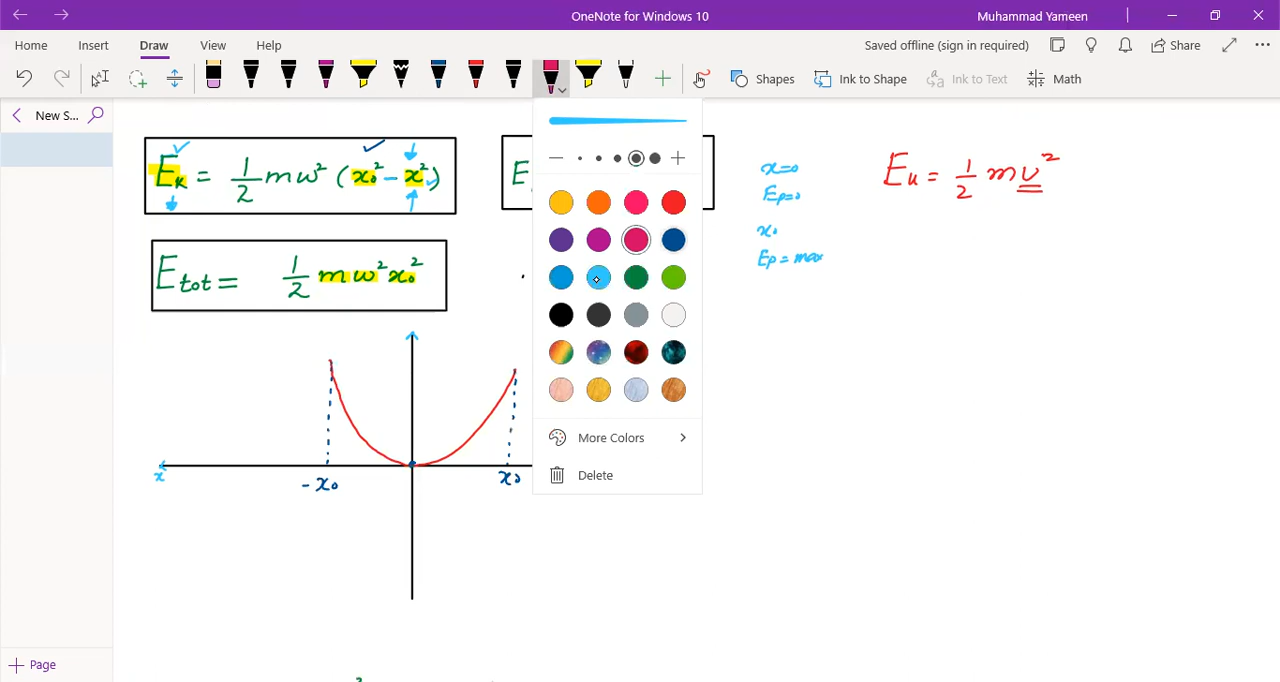 OneNote for Windows 10
Muhammad Yameen
Home Insert Draw View Help
Saved offline (sign in required)
Share
Shapes
Ink to Shape
Ink to Text
Math
New S...
Eₖ = 1/2 mω² (x₀² − x²)
E
x=0
Eₚ=0
x₀
Eₚ = max
Eₖ = 1/2 mv²
Eₜₒₜ = 1/2 mω²x₀²
x
-x₀
x₀
More Colors
Delete
Page